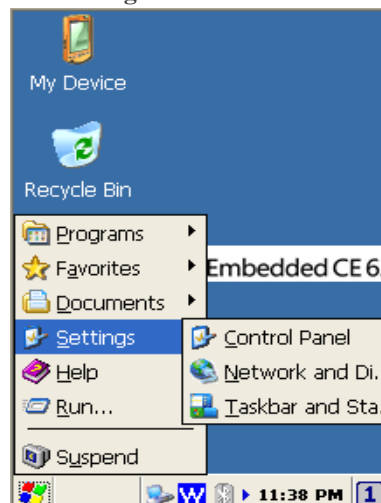 My Device
Recycle Bin
Programs
Favorites
Embedded CE 6.
Documents
Settings
Control Panel
Help
Network and Di.
Run...
Taskbar and Sta.
Suspend
W
11:38 PM
1